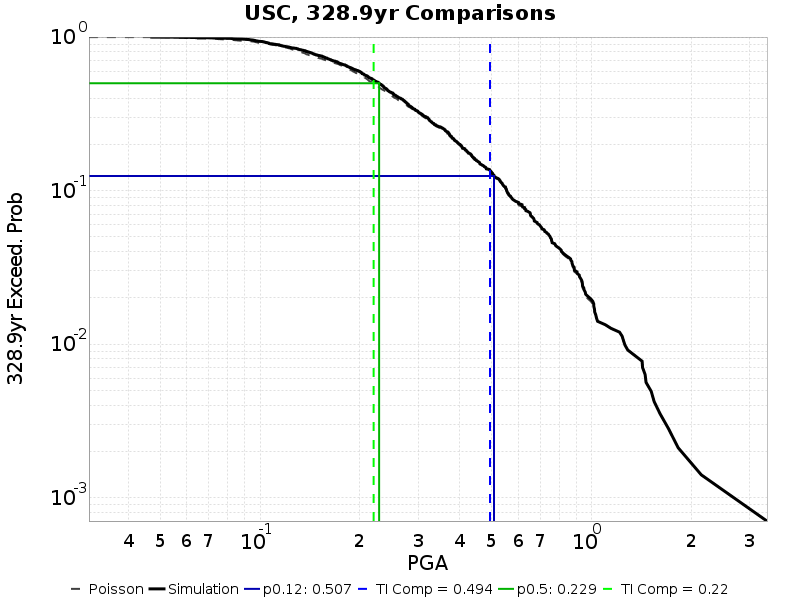 USC, 328.9yr Comparisons
328.9yr Exceed. Prob
10^0
10^-1
10^-2
10^-3
4 5 6 7 10^-1 2 3 4 5 6 7 10^0 2 3
PGA
Poisson Simulation p0.12: 0.507 TI Comp = 0.494 p0.5: 0.229 TI Comp = 0.22